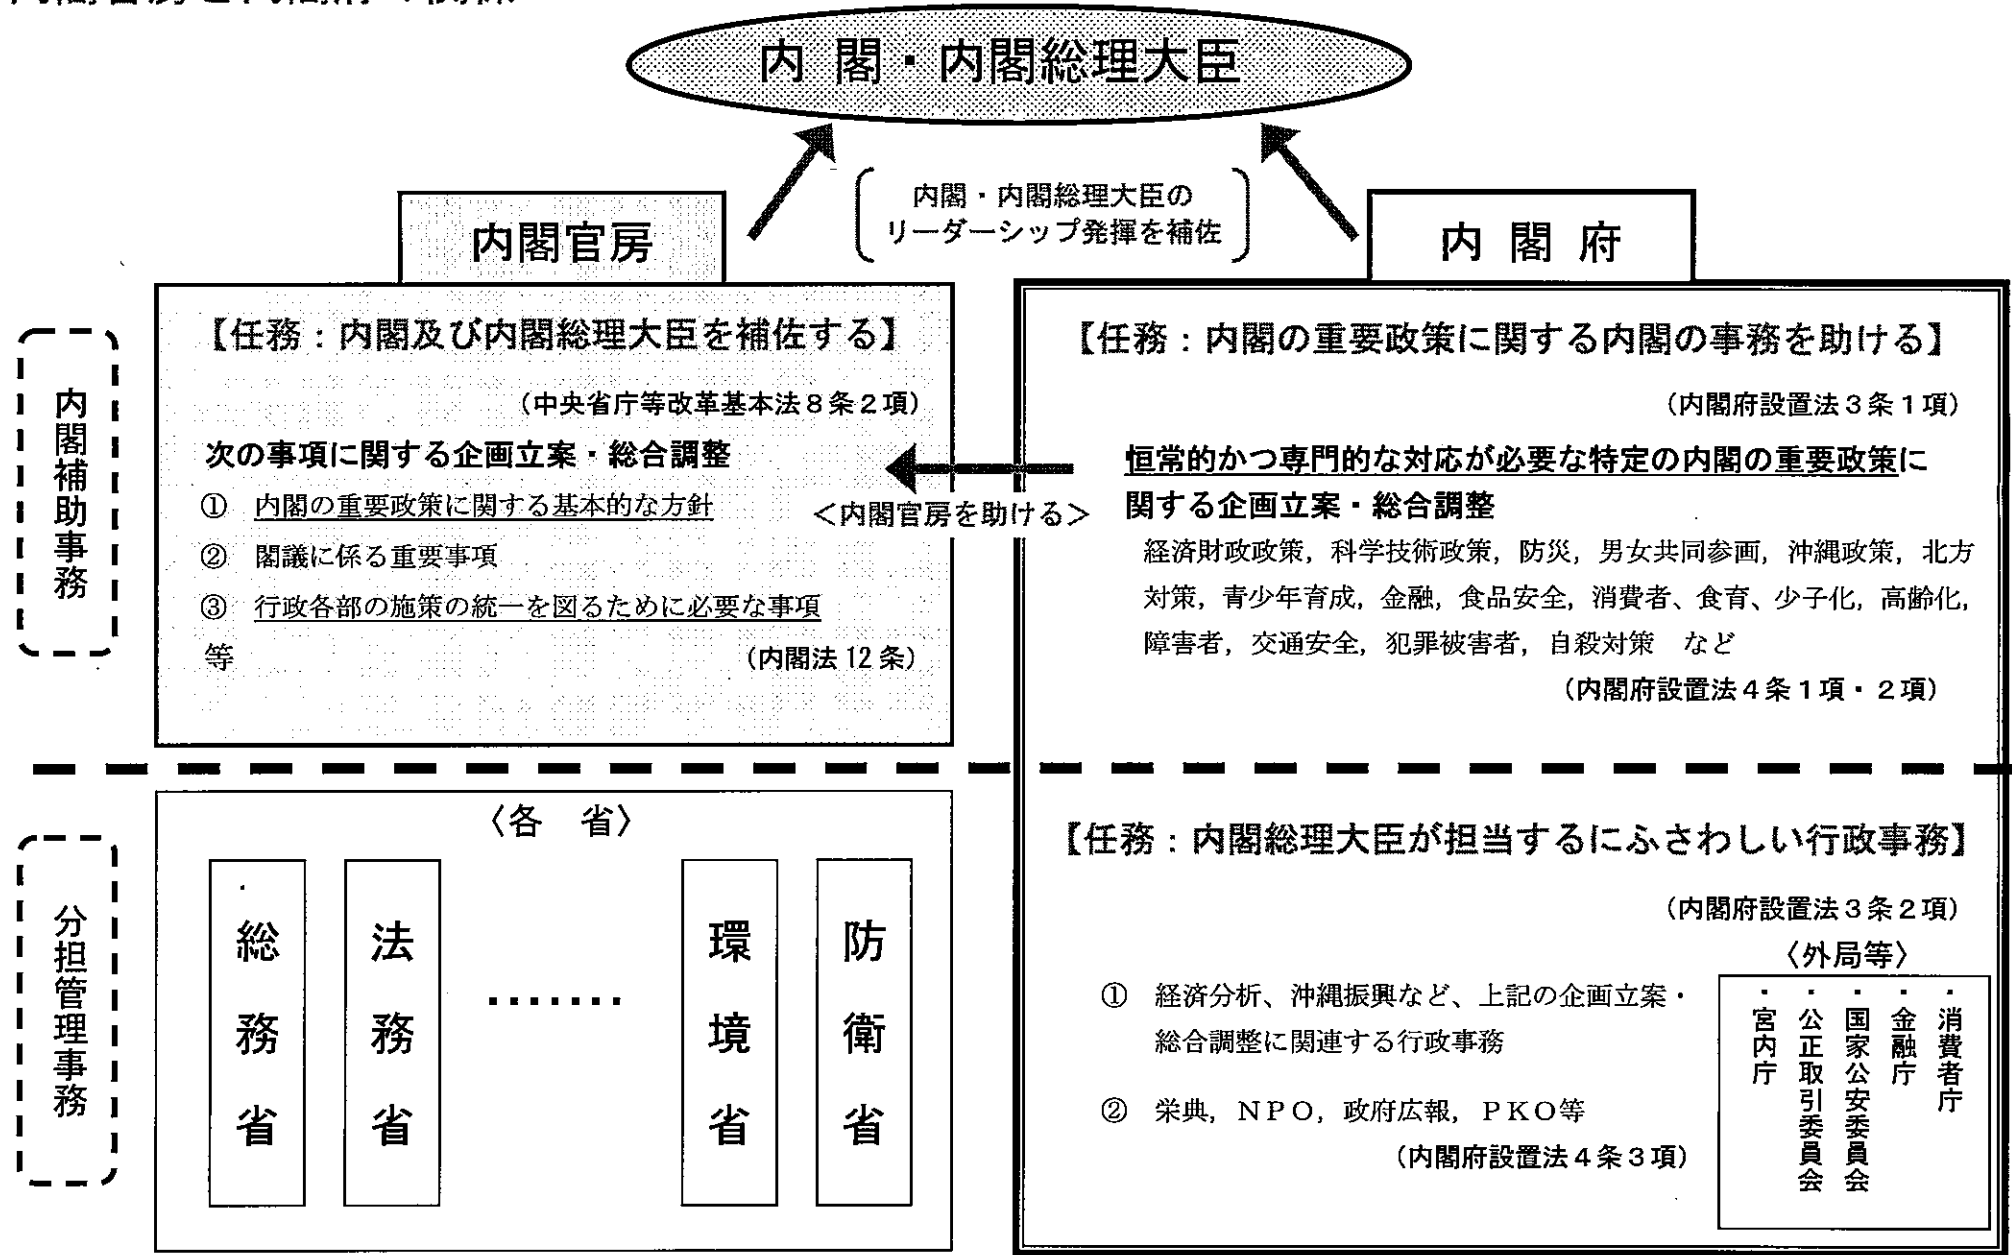 内閣・内閣総理大臣
内閣・内閣総理大臣の
リーダーシップ発揮を補佐
内閣官房
内閣府
内閣補助事務
【任務：内閣及び内閣総理大臣を補佐する】
（中央省庁等改革基本法８条２項）
次の事項に関する企画立案・総合調整
①　内閣の重要政策に関する基本的な方針
②　閣議に係る重要事項
③　行政各部の施策の統一を図るために必要な事項
等　（内閣法12条）
＜内閣官房を助ける＞
【任務：内閣の重要政策に関する内閣の事務を助ける】
（内閣府設置法３条１項）
恒常的かつ専門的な対応が必要な特定の内閣の重要政策に
関する企画立案・総合調整
経済財政政策，科学技術政策，防災，男女共同参画，沖縄政策，北方
対策，青少年育成，金融，食品安全，消費者、食育、少子化，高齢化，
障害者，交通安全，犯罪被害者，自殺対策　など
（内閣府設置法４条１項・２項）
分担管理事務
〈各　省〉
総務省
法務省
・・・・・・・
環境省
防衛省
【任務：内閣総理大臣が担当するにふさわしい行政事務】
（内閣府設置法３条２項）
①　経済分析、沖縄振興など、上記の企画立案・
総合調整に関連する行政事務
②　栄典，ＮＰＯ，政府広報，ＰＫＯ等
（内閣府設置法４条３項）
〈外局等〉
・消費者庁
・金融庁
・国家公安委員会
・公正取引委員会
・宮内庁